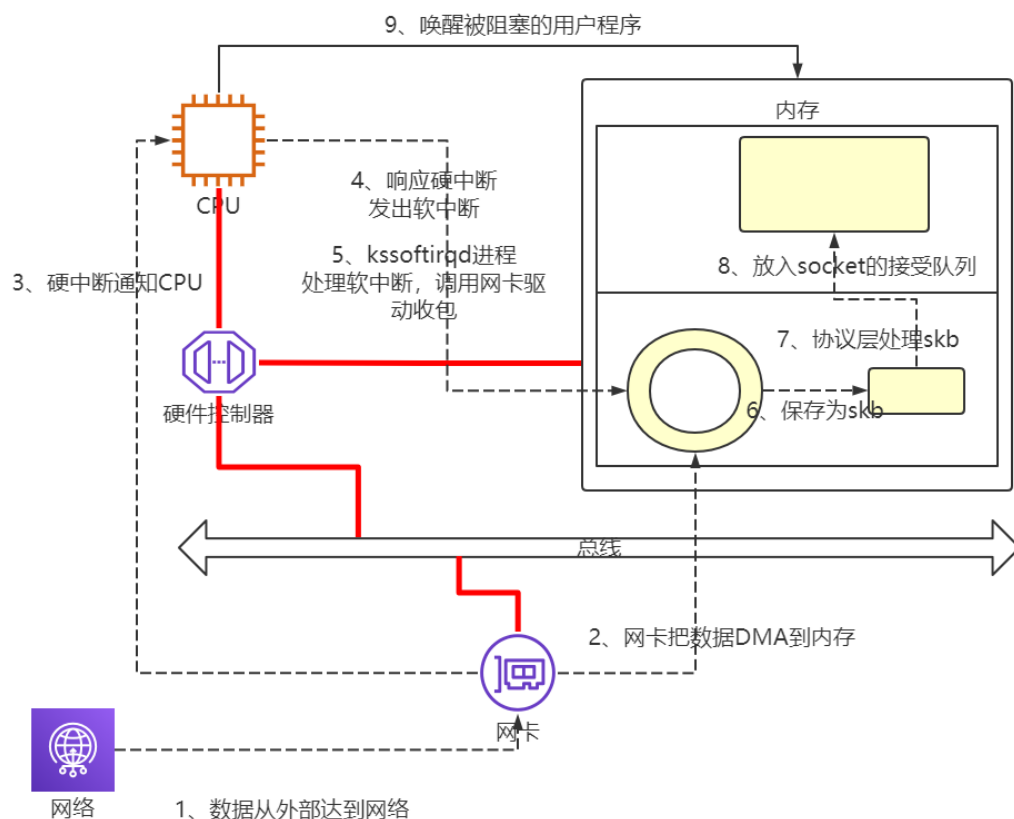 9、唤醒被阻塞的用户程序
内存
CPU
4、响应硬中断
发出软中断
3、硬中断通知CPU
5、kssoftirqd进程
处理软中断，调用网卡驱
动收包
8、放入socket的接受队列
7、协议层处理skb
硬件控制器
6、保存为skb
总线
2、网卡把数据DMA到内存
网卡
网络
1、数据从外部达到网络